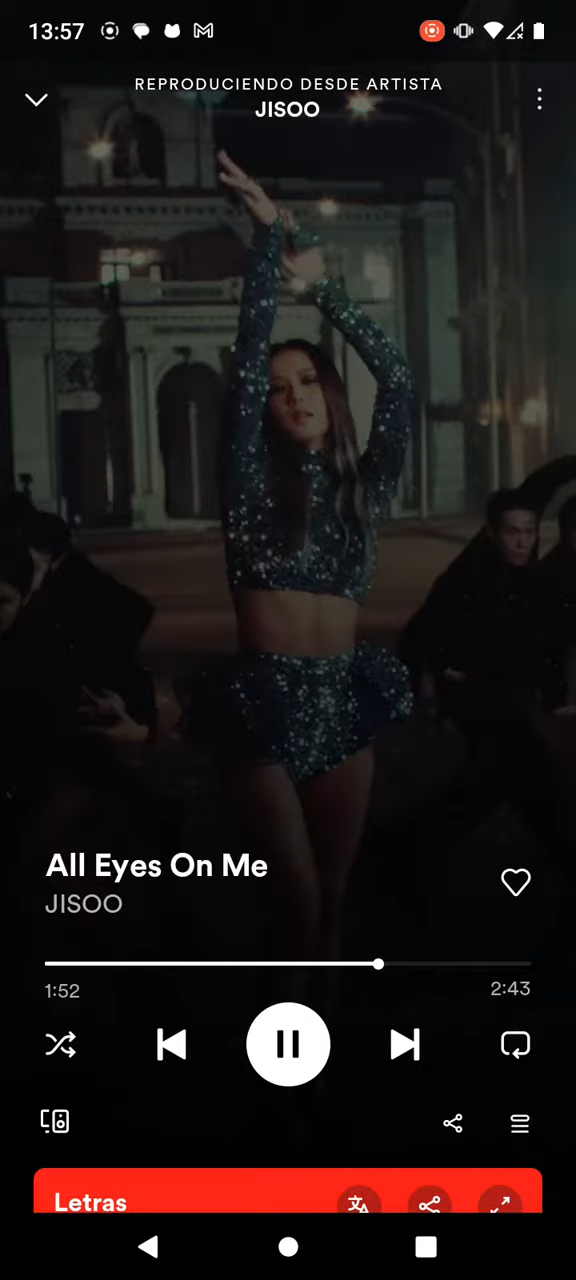 13:57
REPRODUCIENDO DESDE ARTISTA
JISOO
All Eyes On Me
JISOO
1:52
2:43
Letras